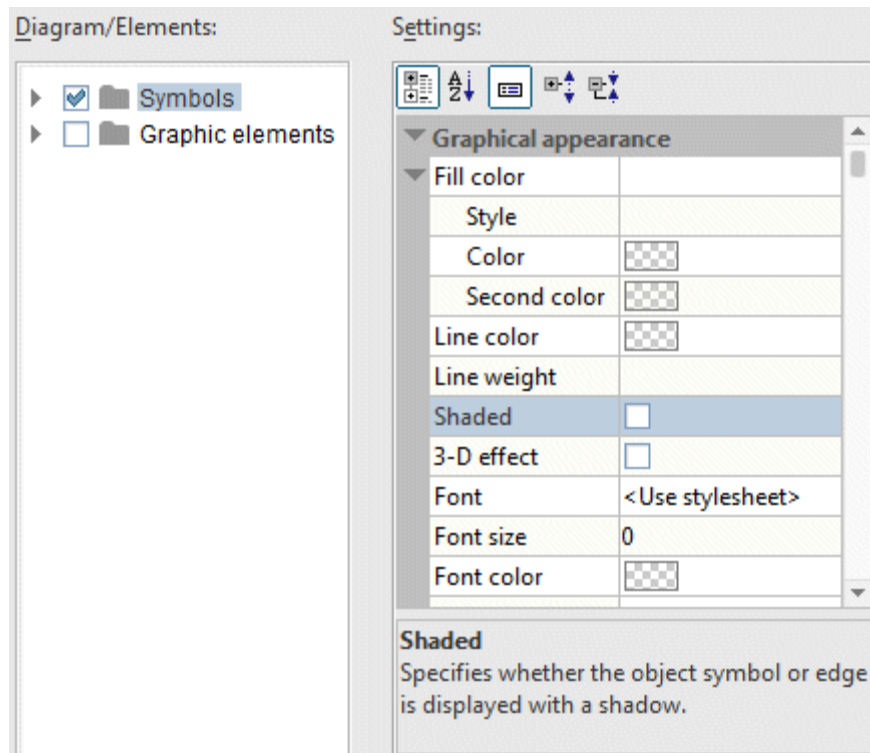 Diagram/Elements:
Settings:
Symbols
Graphic elements
A
Z
Graphical appearance
Fill color
Style
Color
Second color
Line color
Line weight
Shaded
3-D effect
Font <Use stylesheet>
Font size 0
Font color
Shaded
Specifies whether the object symbol or edge
is displayed with a shadow.